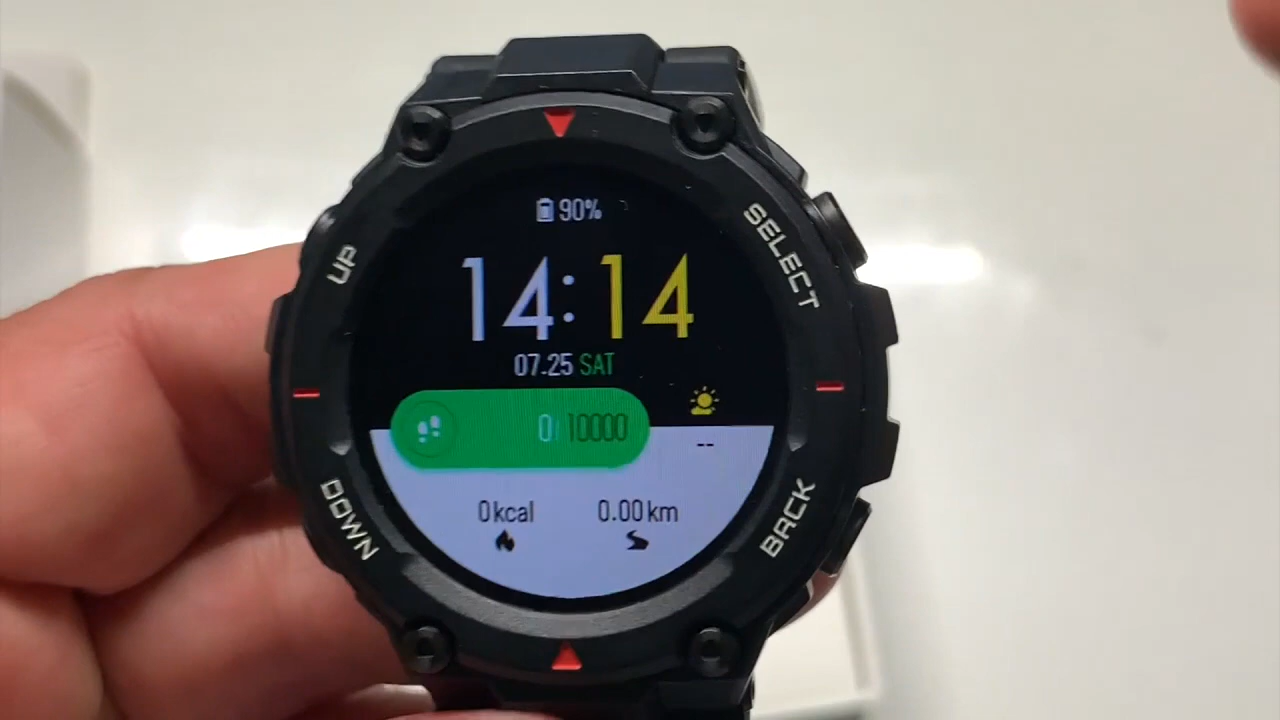 90%
UP
SELECT
14:14
07.25 SAT
0/10000
--
0kcal
0.00km
DOWN
BACK